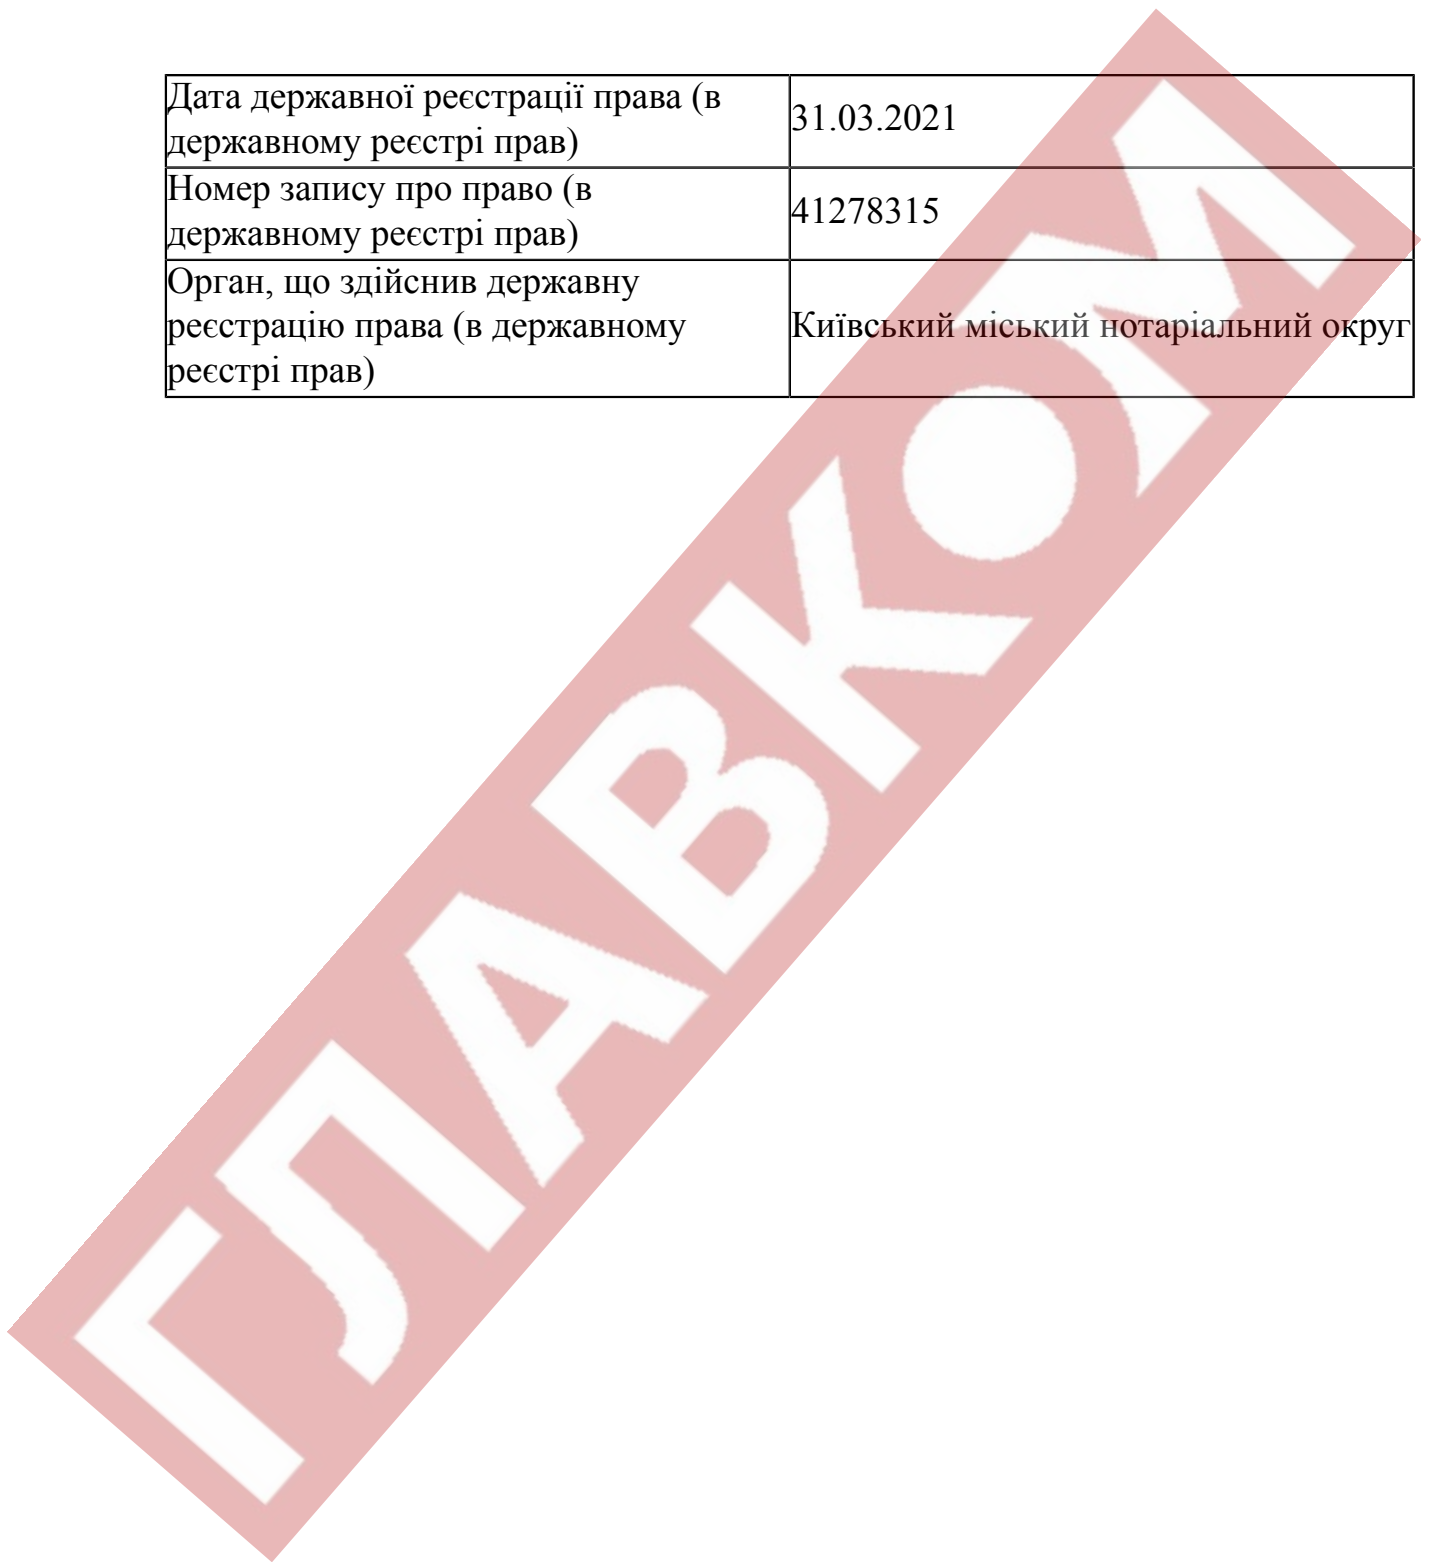 Дата державної реєстрації права (в
державному реєстрі прав)
31.03.2021
Номер запису про право (в
державному реєстрі прав)
41278315
Орган, що здійснив державну
реєстрацію права (в державному
реєстрі прав)
Київський міський нотаріальний округ
ГЛАВКОМ